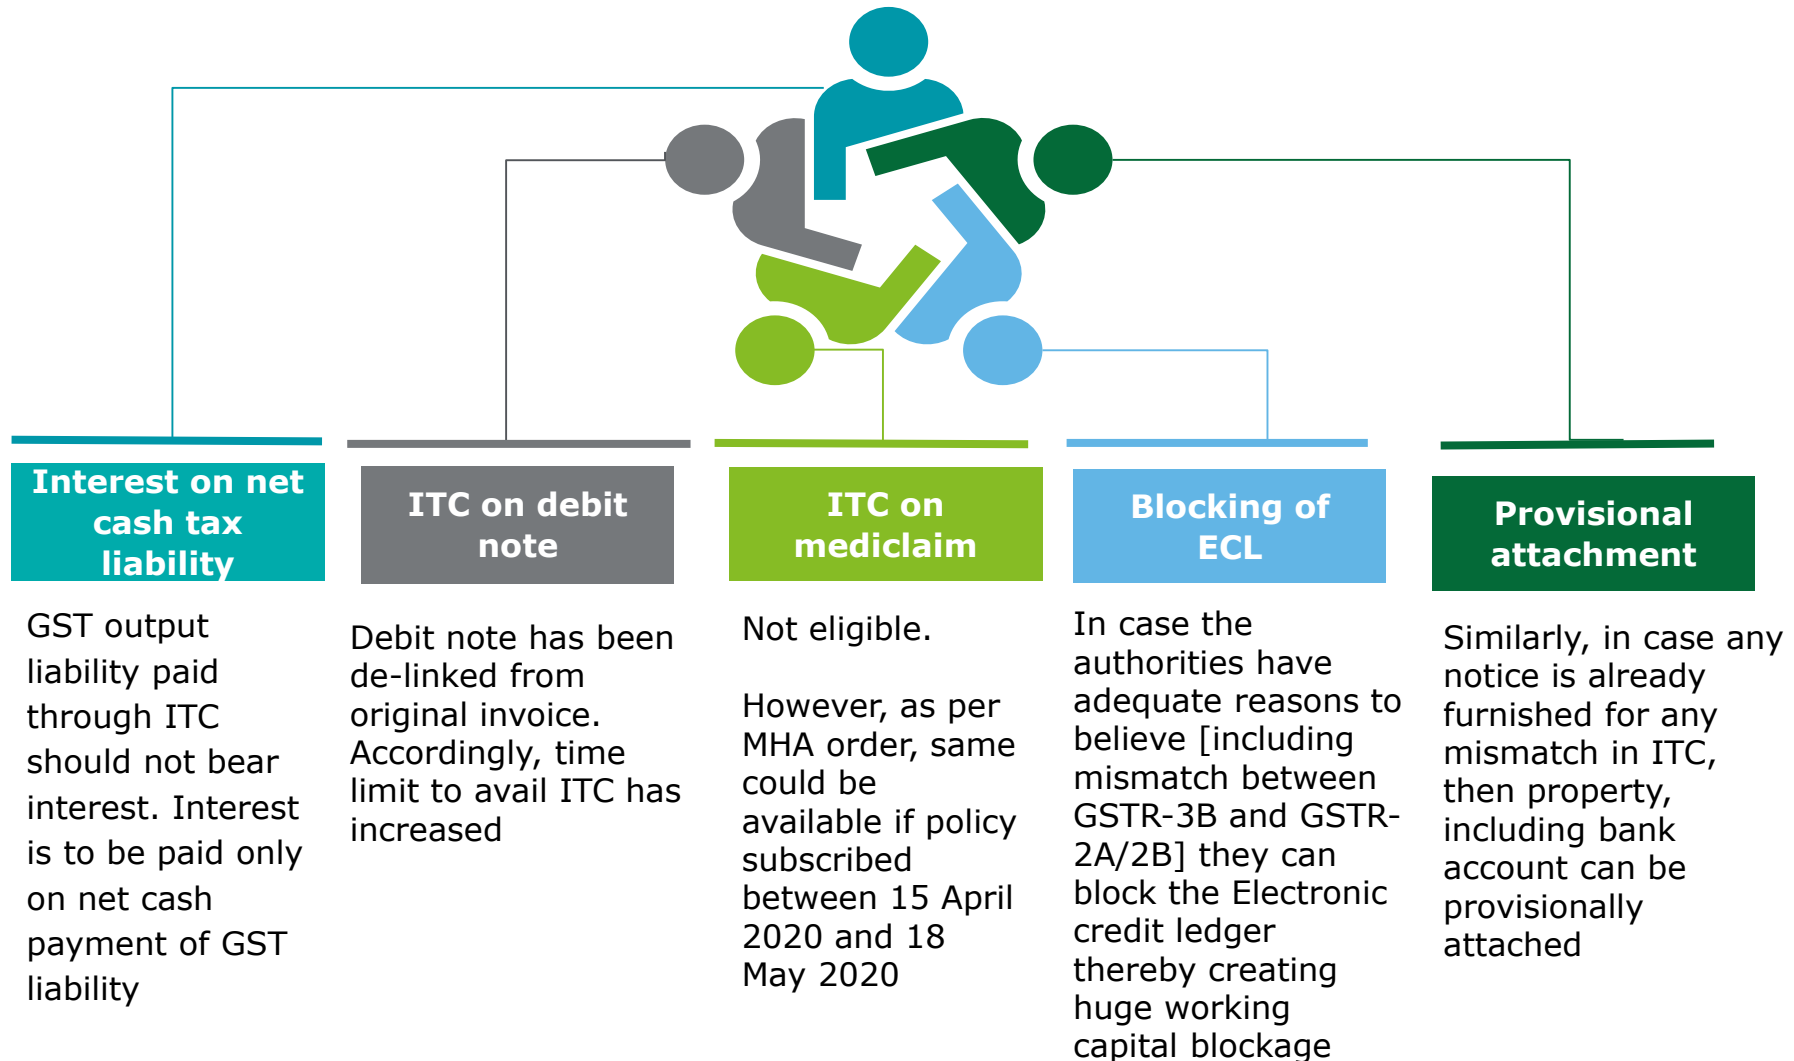 Interest on net
cash tax
liability
GST output
liability paid
through ITC
should not bear
interest. Interest
is to be paid only
on net cash
payment of GST
liability
ITC on debit
note
Debit note has been
de-linked from
original invoice.
Accordingly, time
limit to avail ITC has
increased
ITC on
mediclaim
Not eligible.
However, as per
MHA order, same
could be
available if policy
subscribed
between 15 April
2020 and 18
May 2020
Blocking of
ECL
In case the
authorities have
adequate reasons to
believe [including
mismatch between
GSTR-3B and GSTR-
2A/2B] they can
block the Electronic
credit ledger
thereby creating
huge working
capital blockage
Provisional
attachment
Similarly, in case any
notice is already
furnished for any
mismatch in ITC,
then property,
including bank
account can be
provisionally
attached